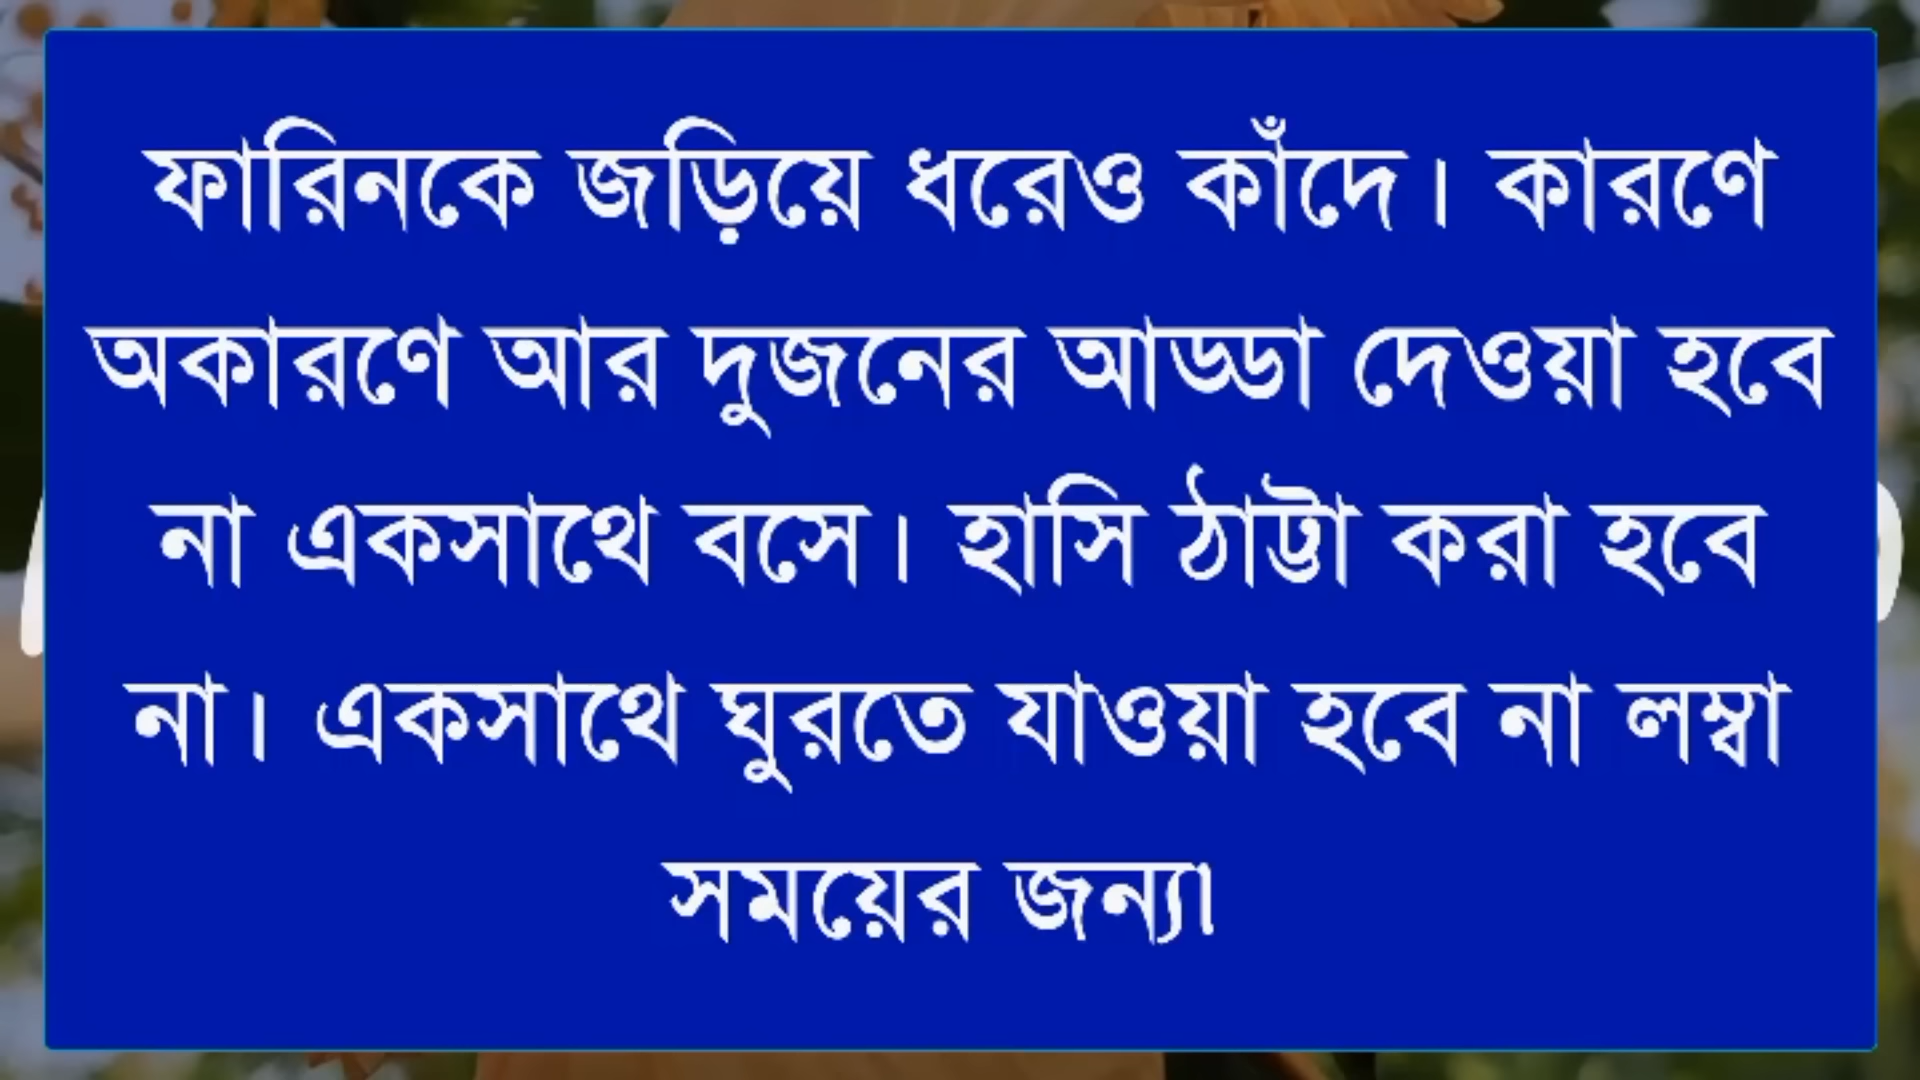 ফারিনকে জড়িয়ে ধরেও কাঁদে। কারণে
অকারণে আর দুজনের আড্ডা দেওয়া হবে
না একসাথে বসে। হাসি ঠাট্টা করা হবে
না। একসাথে ঘুরতে যাওয়া হবে না লম্বা
সময়ের জন্য।